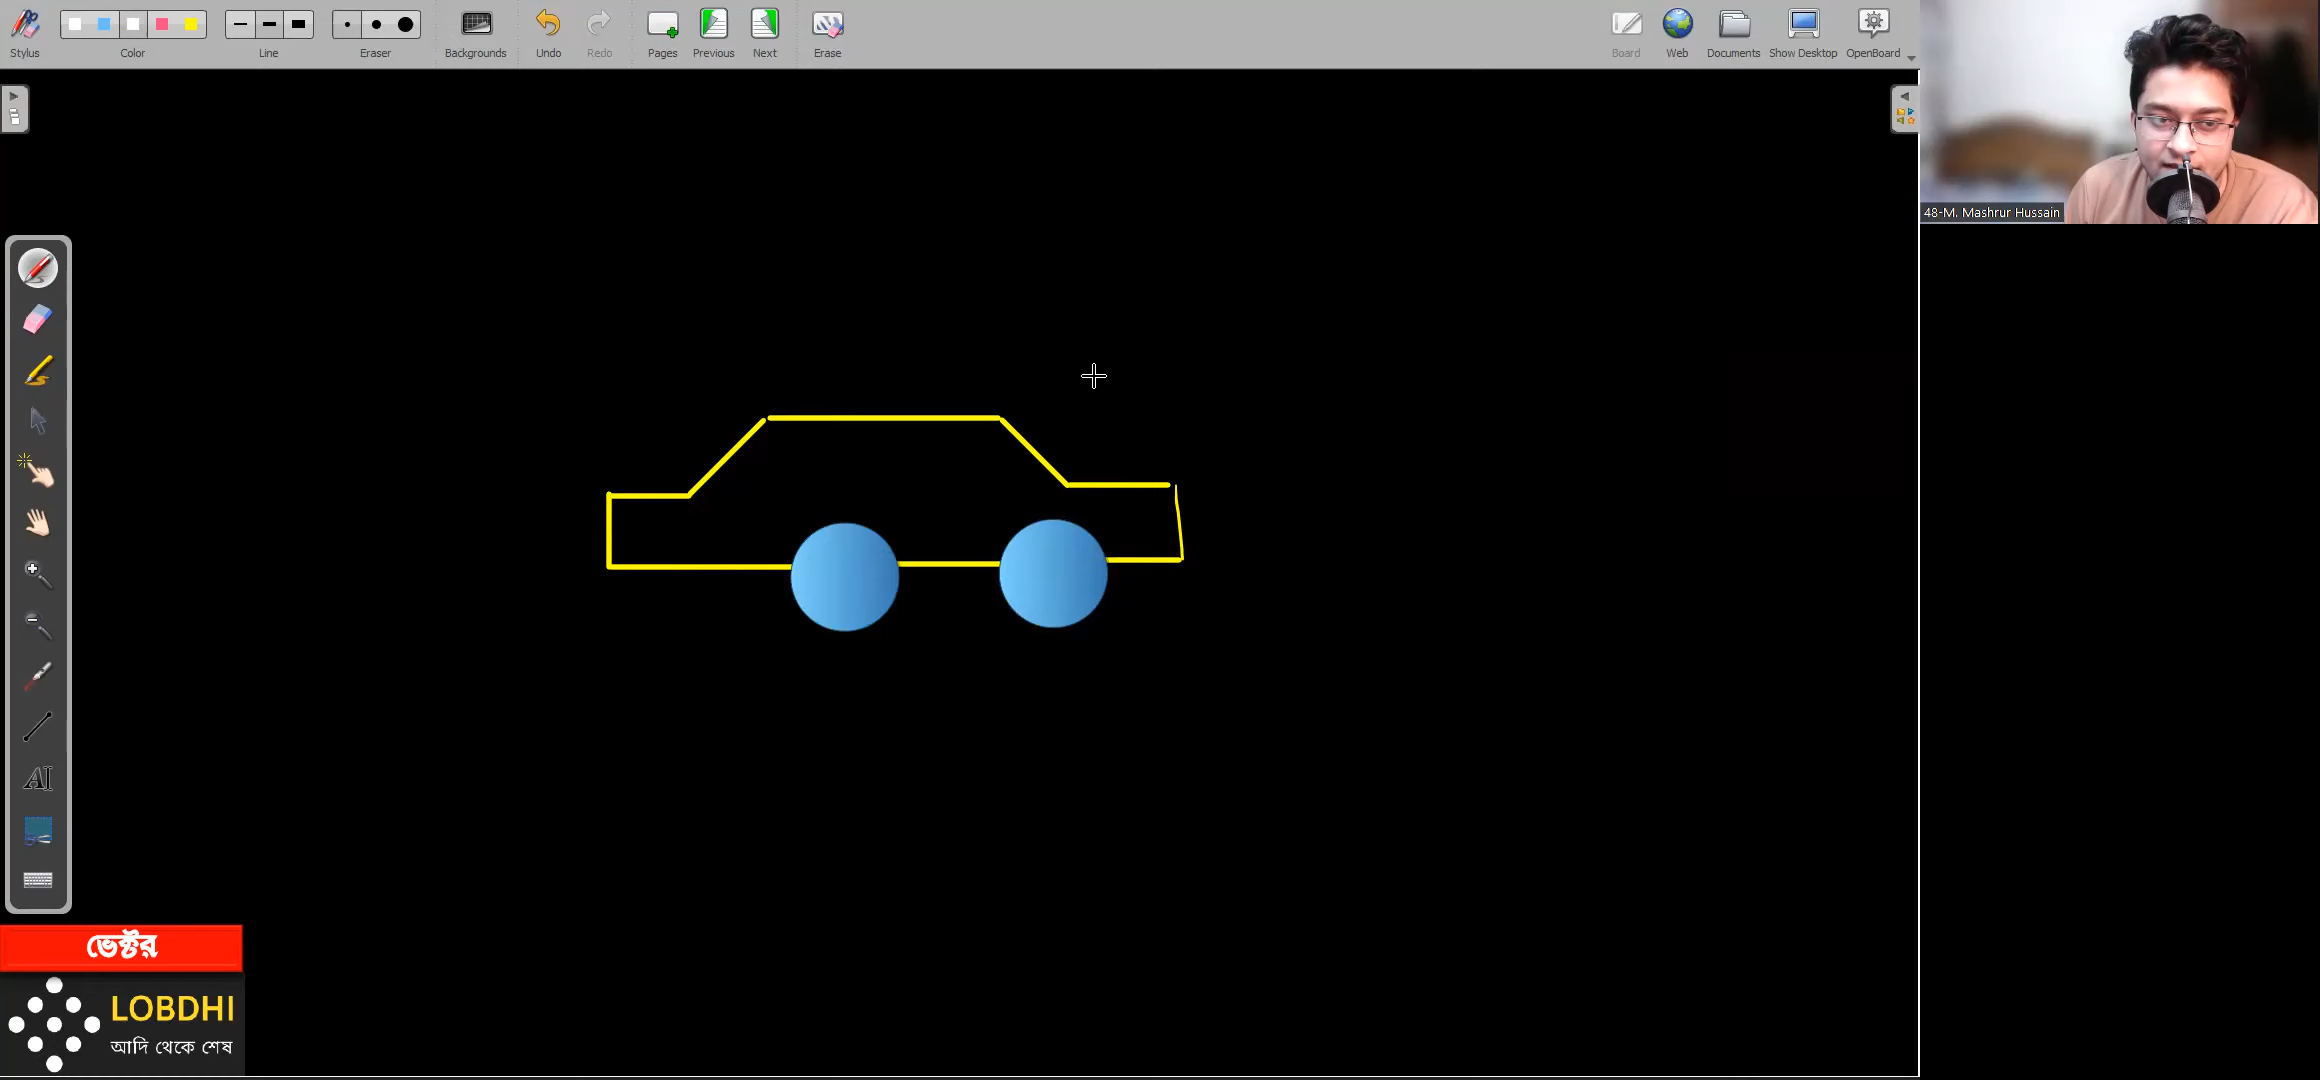 Stylus
Color
Line
Eraser
Backgrounds
Undo
Redo
Pages
Previous
Next
Erase
Board
Web
Documents
Show Desktop
OpenBoard
48-M. Mashrur Hussain
AI
ভেক্টর
LOBDHI
আদি থেকে শেষ